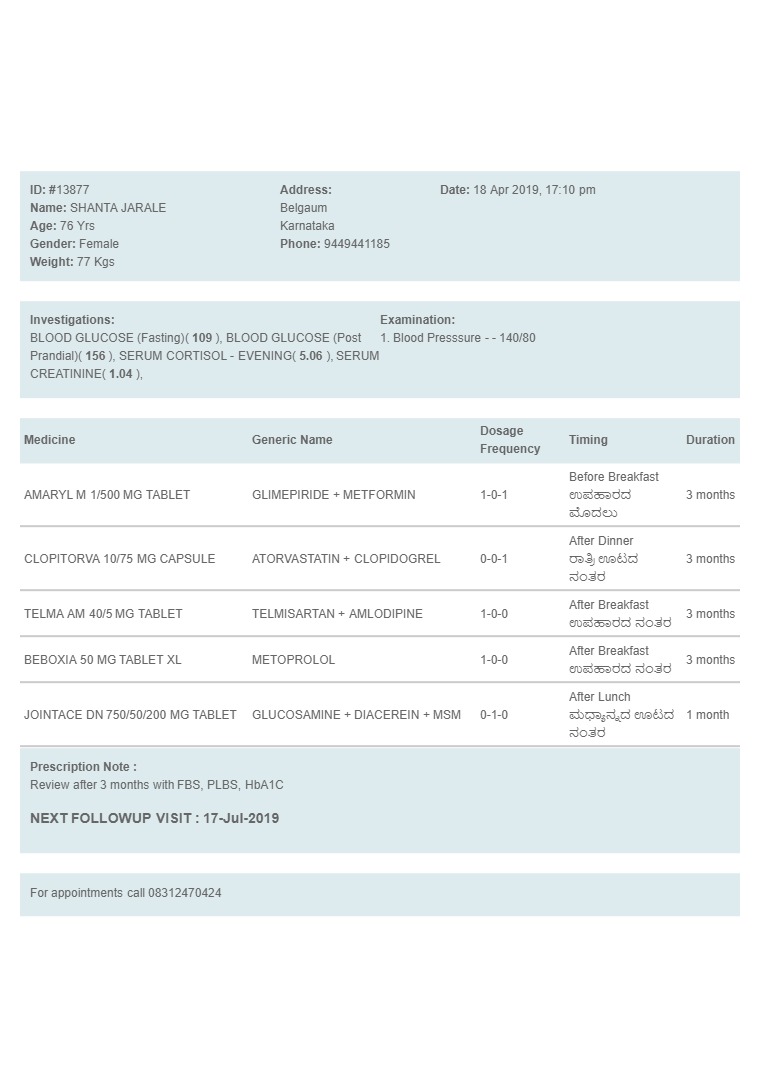 ID: #13877
Name: SHANTA JARALE
Age: 76 Yrs
Gender: Female
Weight: 77 Kgs
Address:
Belgaum
Karnataka
Phone: 9449441185
Date: 18 Apr 2019, 17:10 pm
Investigations:
BLOOD GLUCOSE (Fasting)( 109 ), BLOOD GLUCOSE (Post
Prandial)( 156 ), SERUM CORTISOL - EVENING( 5.06 ), SERUM
CREATININE( 1.04 ),
Examination:
1. Blood Presssure - - 140/80
Medicine Generic Name Dosage Frequency Timing Duration
AMARYL M 1/500 MG TABLET GLIMEPIRIDE + METFORMIN 1-0-1 Before Breakfast
ಉಪಹಾರದ
ಮೊದಲು
3 months
CLOPITORVA 10/75 MG CAPSULE ATORVASTATIN + CLOPIDOGREL 0-0-1 After Dinner
ರಾತ್ರಿ ಊಟದ
ನಂತರ
3 months
TELMA AM 40/5 MG TABLET TELMISARTAN + AMLODIPINE 1-0-0 After Breakfast
ಉಪಹಾರದ ನಂತರ
3 months
BEBOXIA 50 MG TABLET XL METOPROLOL 1-0-0 After Breakfast
ಉಪಹಾರದ ನಂತರ
3 months
JOINTACE DN 750/50/200 MG TABLET GLUCOSAMINE + DIACEREIN + MSM 0-1-0 After Lunch
ಮಧ್ಯಾನ್ನದ ಊಟದ
ನಂತರ
1 month
Prescription Note :
Review after 3 months with FBS, PLBS, HbA1C
NEXT FOLLOWUP VISIT : 17-Jul-2019
For appointments call 08312470424